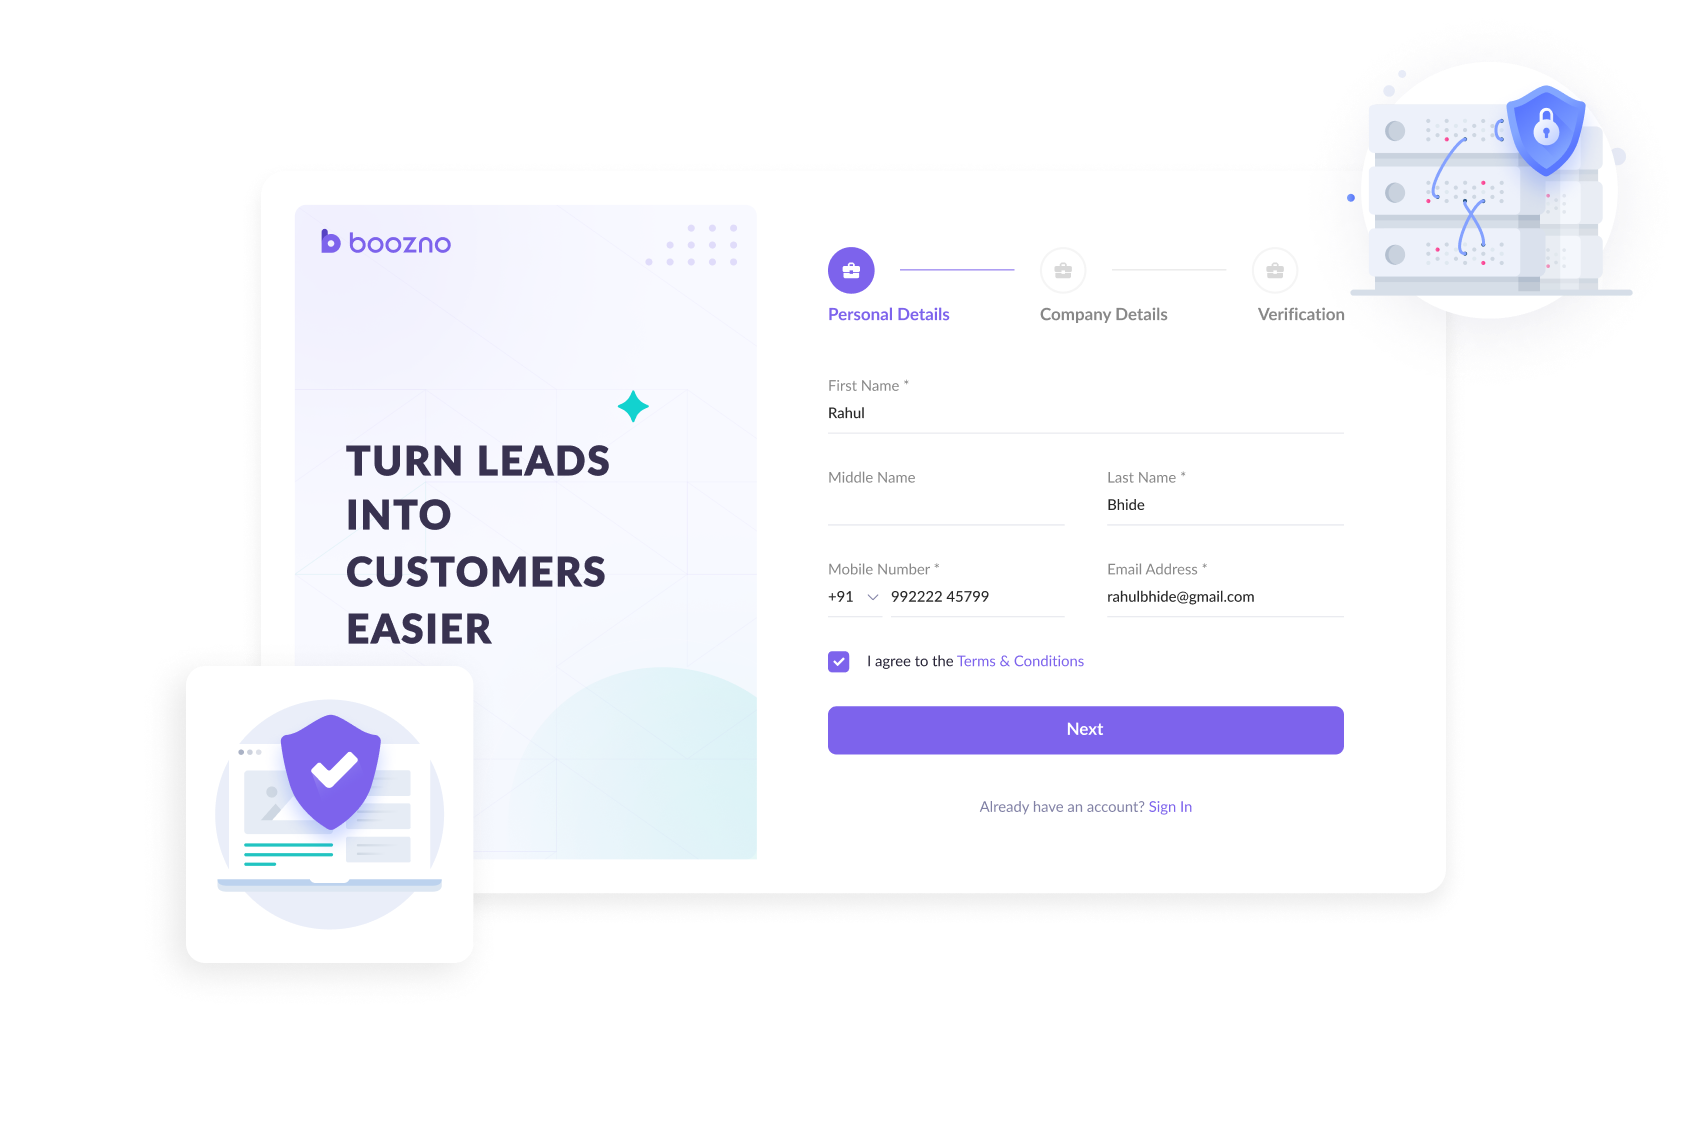 boozno
TURN LEADS
INTO
CUSTOMERS
EASIER
Personal Details
Company Details
Verification
First Name *
Rahul
Middle Name
Last Name *
Bhide
Mobile Number *
+91 992222 45799
Email Address *
rahulbhide@gmail.com
I agree to the Terms & Conditions
Next
Already have an account? Sign In